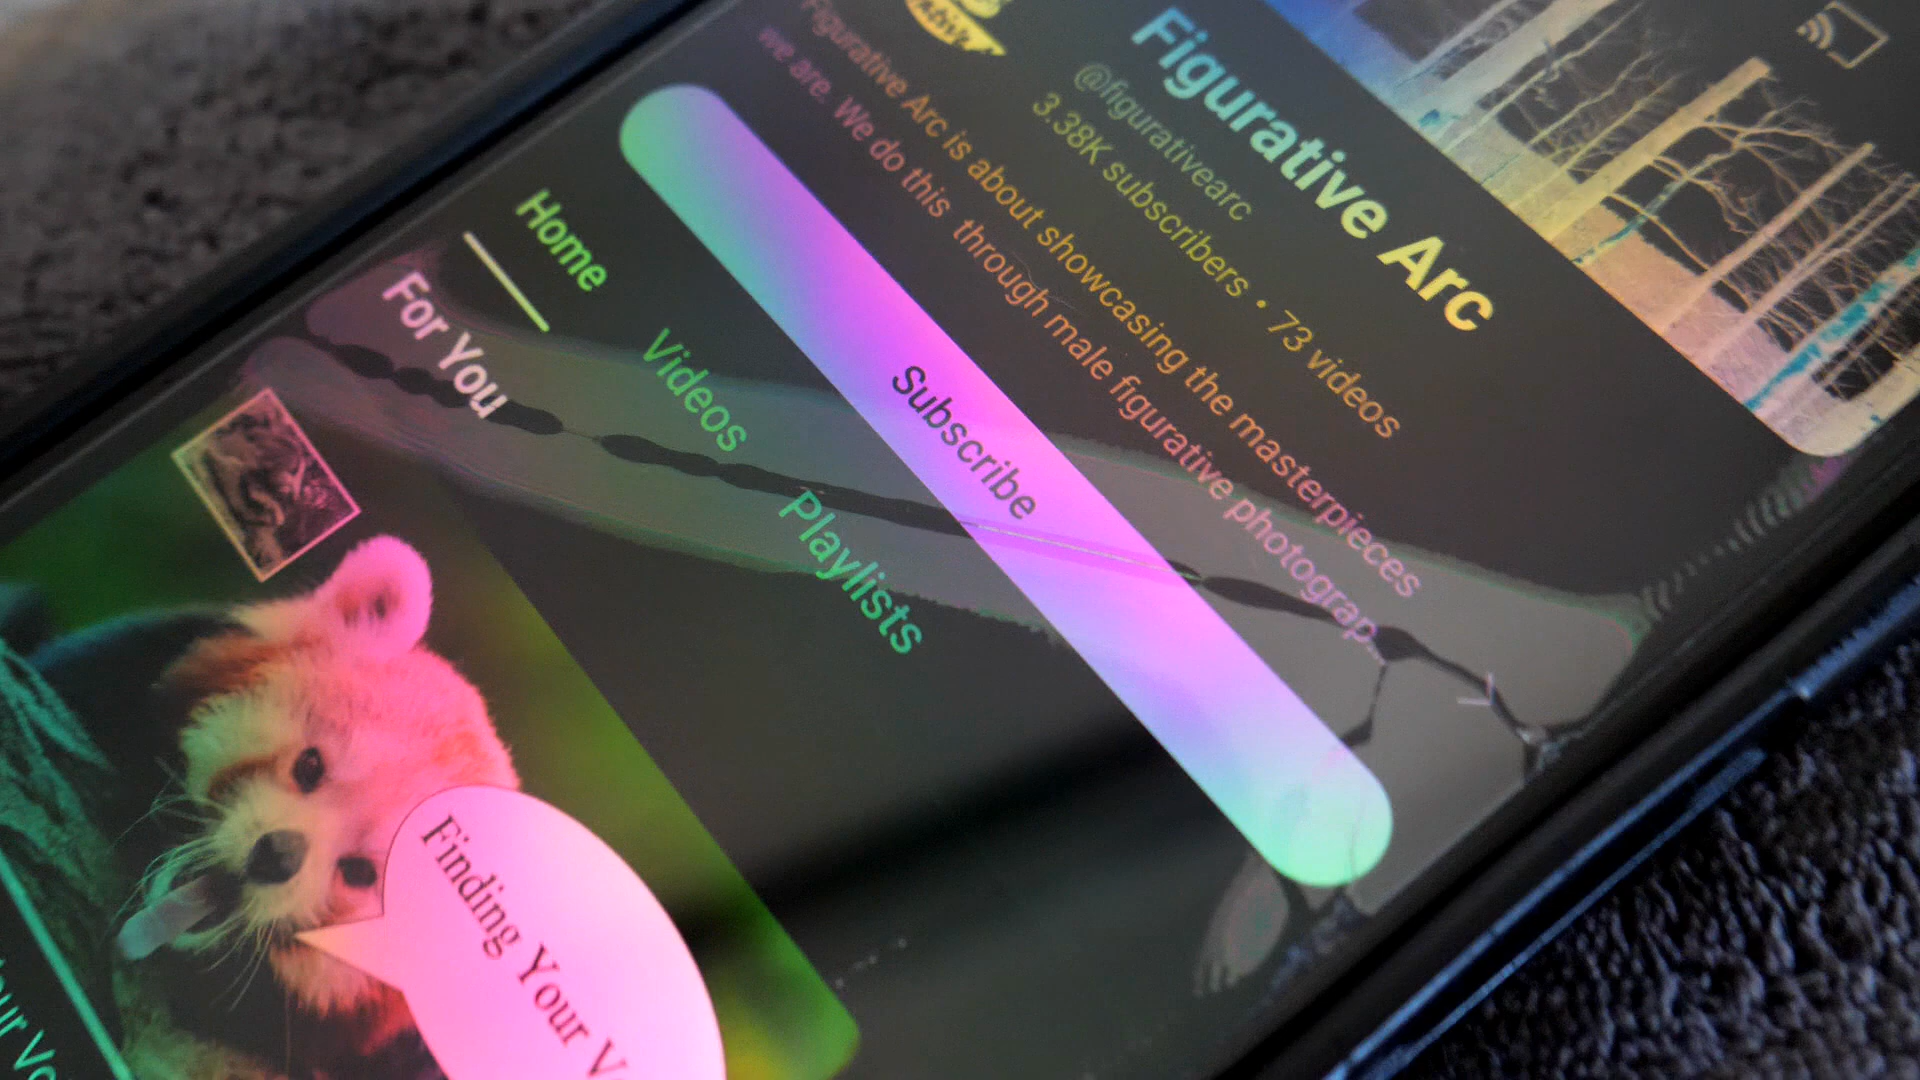 Figurative Arc
@figurativearc
3.38K subscribers • 73 videos
Figurative Arc is about showcasing the masterpieces
we are. We do this through male figurative photograp...
Subscribe
Home Videos Playlists
For You
Finding Your